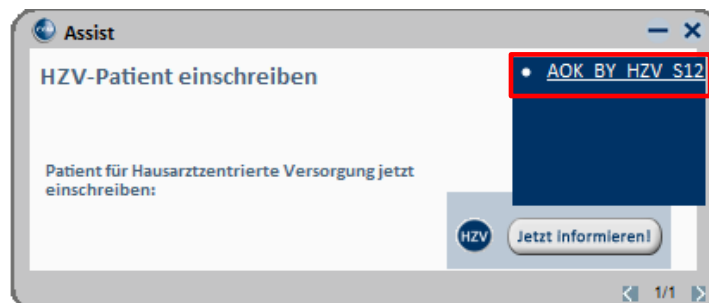 Assist
HZV-Patient einschreiben
AOK_BY_HZV_S12
Patient für Hausarztzentrierte Versorgung jetzt
einschreiben:
HZV
Jetzt informieren!
1/1